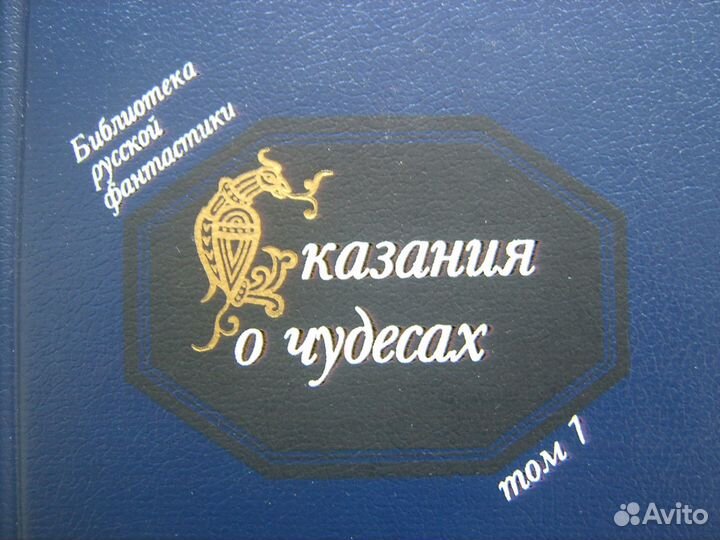 Библиотека
русской
фантастики
Сказания
о чудесах
том 1
Avito